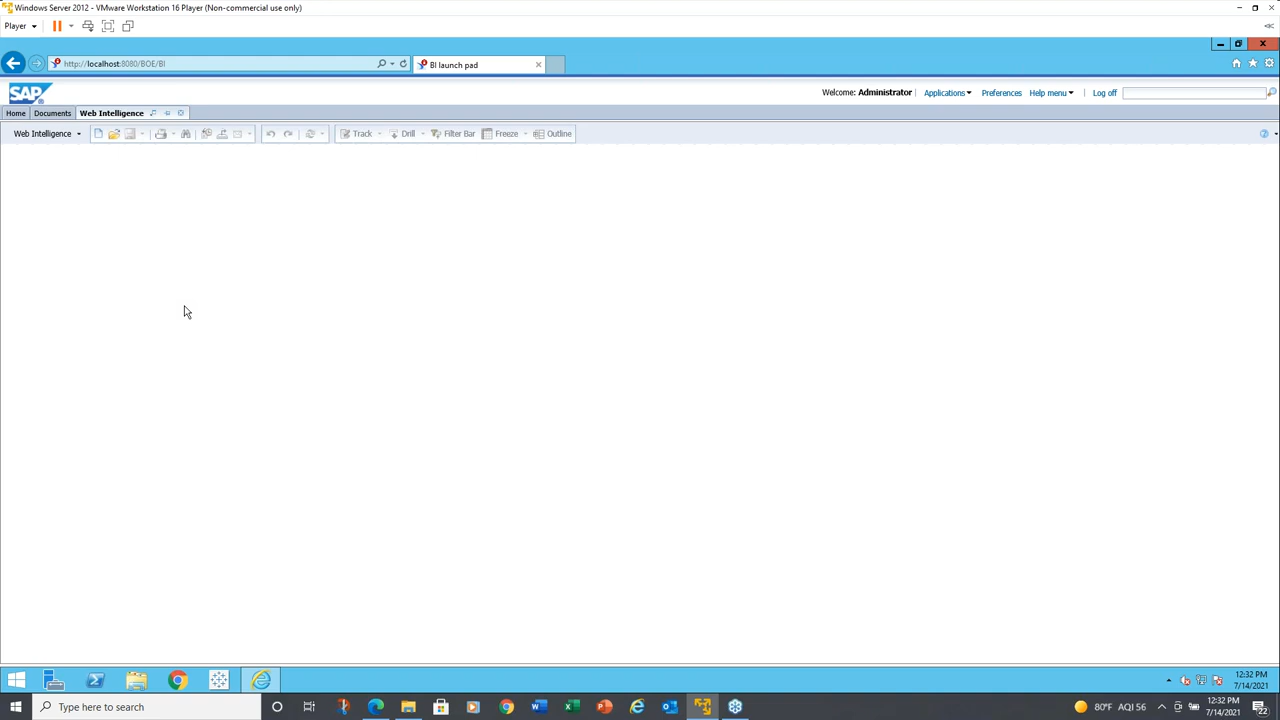 Windows Server 2012 - VMware Workstation 16 Player (Non-commercial use only)
Player
http://localhost:8080/BOE/BI
BI launch pad
SAP
Welcome: Administrator
Applications
Preferences
Help menu
Log off
Home
Documents
Web Intelligence
Web Intelligence
Track
Drill
Filter Bar
Freeze
Outline
12:32 PM
7/14/2021
Type here to search
80°F AQI 56
12:32 PM
7/14/2021
22